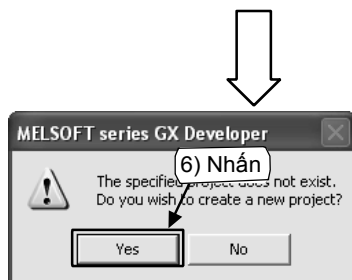 MELSOFT series GX Developer
6) Nhấn
The specified project does not exist.
Do you wish to create a new project?
Yes
No